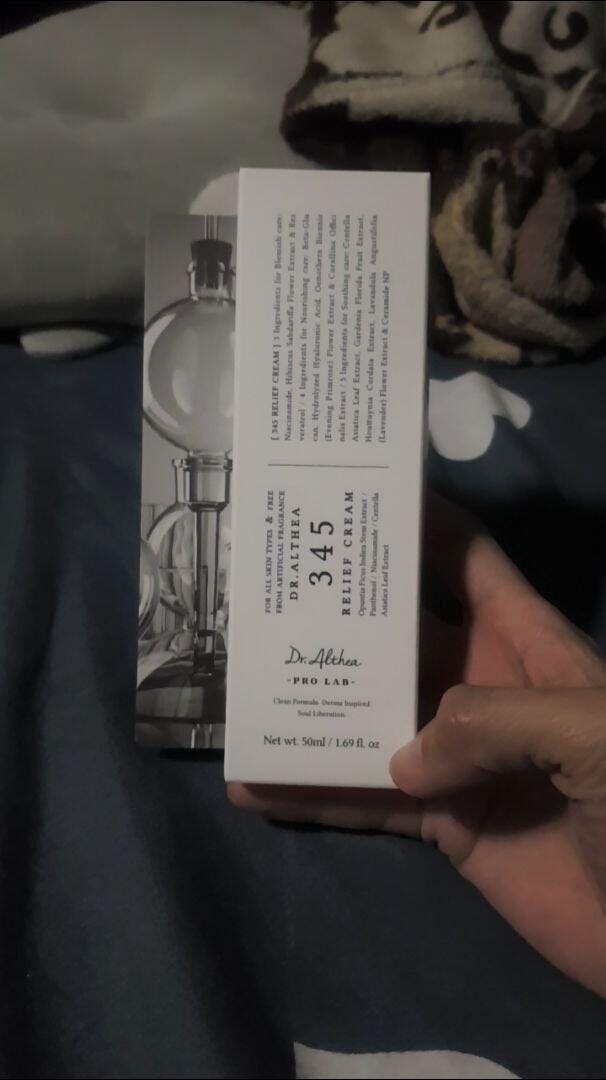 [ 345 RELIEF CREAM ] 3 Ingredients for Blemish care:
Niacinamide, Hibiscus Sabdariffa Flower Extract & Res
veratrol / 4 Ingredients for Nourishing care: Beta-Glu
can, Hydrolyzed Hyaluronic Acid, Oenothera Biennis
(Evening Primrose) Flower Extract & Corallina Offici
nalis Extract / 5 Ingredients for Soothing care: Centella
Asiatica Leaf Extract, Gardenia Florida Fruit Extract,
Houttuynia Cordata Extract, Lavandula Angustifolia
(Lavender) Flower Extract & Ceramide NP
FOR ALL SKIN TYPES & FREE
FROM ARTIFICIAL FRAGRANCE
DR.ALTHEA
345
RELIEF CREAM
Opuntia Ficus-Indica Stem Extract /
Panthenol / Niacinamide / Centella
Asiatica Leaf Extract
Dr.Althea
-PRO LAB-
Clean Formula. Derma Inspired.
Soul Liberation.
Net wt. 50ml / 1.69 fl. oz